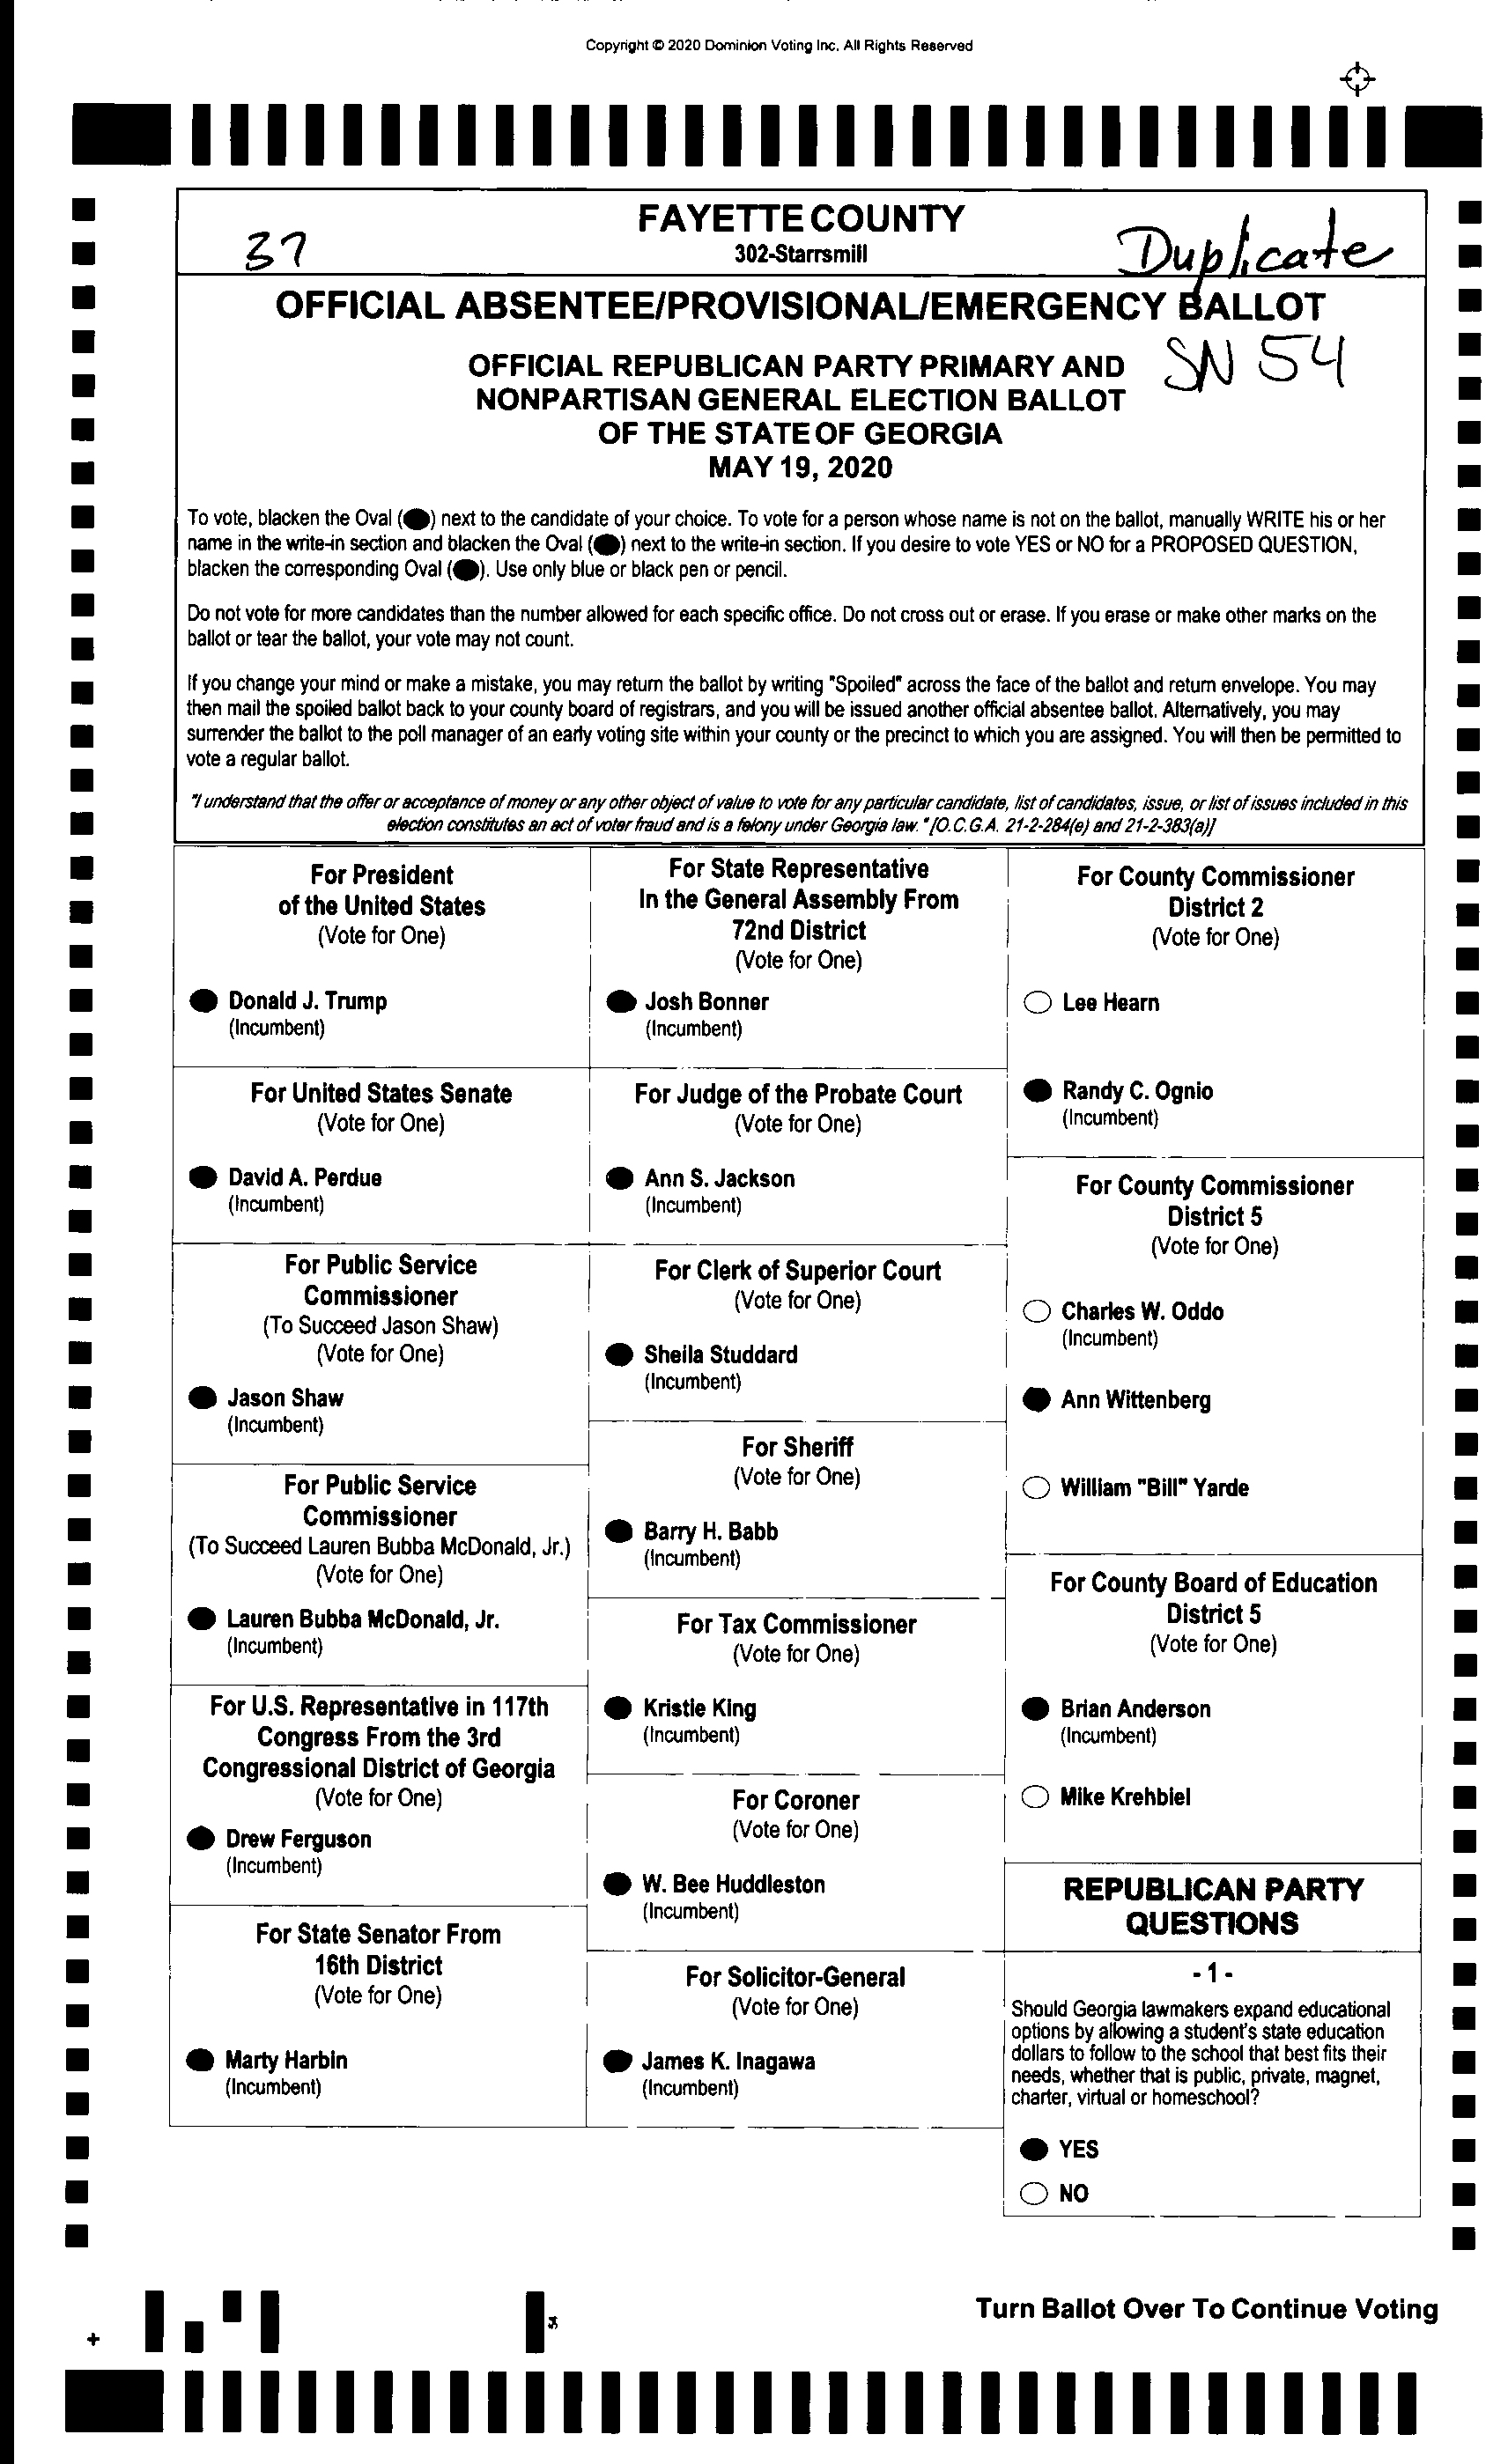 Copyright © 2020 Dominion Voting Inc. All Rights Reserved
FAYETTE COUNTY
302-Starrsmill
37
Duplicate
OFFICIAL ABSENTEE/PROVISIONAL/EMERGENCY BALLOT
SN 54
OFFICIAL REPUBLICAN PARTY PRIMARY AND
NONPARTISAN GENERAL ELECTION BALLOT
OF THE STATE OF GEORGIA
MAY 19, 2020
To vote, blacken the Oval (●) next to the candidate of your choice. To vote for a person whose name is not on the ballot, manually WRITE his or her
name in the write-in section and blacken the Oval (●) next to the write-in section. If you desire to vote YES or NO for a PROPOSED QUESTION,
blacken the corresponding Oval (●). Use only blue or black pen or pencil.
Do not vote for more candidates than the number allowed for each specific office. Do not cross out or erase. If you erase or make other marks on the
ballot or tear the ballot, your vote may not count.
If you change your mind or make a mistake, you may return the ballot by writing "Spoiled" across the face of the ballot and return envelope. You may
then mail the spoiled ballot back to your county board of registrars, and you will be issued another official absentee ballot. Alternatively, you may
surrender the ballot to the poll manager of an early voting site within your county or the precinct to which you are assigned. You will then be permitted to
vote a regular ballot.
"I understand that the offer or acceptance of money or any other object of value to vote for any particular candidate, list of candidates, issue, or list of issues included in this
election constitutes an act of voter fraud and is a felony under Georgia law." [O.C.G.A. 21-2-284(e) and 21-2-383(a)]
For President
of the United States
(Vote for One)
Donald J. Trump
(Incumbent)
For United States Senate
(Vote for One)
David A. Perdue
(Incumbent)
For Public Service
Commissioner
(To Succeed Jason Shaw)
(Vote for One)
Jason Shaw
(Incumbent)
For Public Service
Commissioner
(To Succeed Lauren Bubba McDonald, Jr.)
(Vote for One)
Lauren Bubba McDonald, Jr.
(Incumbent)
For U.S. Representative in 117th
Congress From the 3rd
Congressional District of Georgia
(Vote for One)
Drew Ferguson
(Incumbent)
For State Senator From
16th District
(Vote for One)
Marty Harbin
(Incumbent)
For State Representative
In the General Assembly From
72nd District
(Vote for One)
Josh Bonner
(Incumbent)
For Judge of the Probate Court
(Vote for One)
Ann S. Jackson
(Incumbent)
For Clerk of Superior Court
(Vote for One)
Sheila Studdard
(Incumbent)
For Sheriff
(Vote for One)
Barry H. Babb
(Incumbent)
For Tax Commissioner
(Vote for One)
Kristie King
(Incumbent)
For Coroner
(Vote for One)
W. Bee Huddleston
(Incumbent)
For Solicitor-General
(Vote for One)
James K. Inagawa
(Incumbent)
For County Commissioner
District 2
(Vote for One)
Lee Hearn
Randy C. Ognio
(Incumbent)
For County Commissioner
District 5
(Vote for One)
Charles W. Oddo
(Incumbent)
Ann Wittenberg
William "Bill" Yarde
For County Board of Education
District 5
(Vote for One)
Brian Anderson
(Incumbent)
Mike Krehbiel
REPUBLICAN PARTY
QUESTIONS
- 1 -
Should Georgia lawmakers expand educational
options by allowing a student's state education
dollars to follow to the school that best fits their
needs, whether that is public, private, magnet,
charter, virtual or homeschool?
YES
NO
Turn Ballot Over To Continue Voting